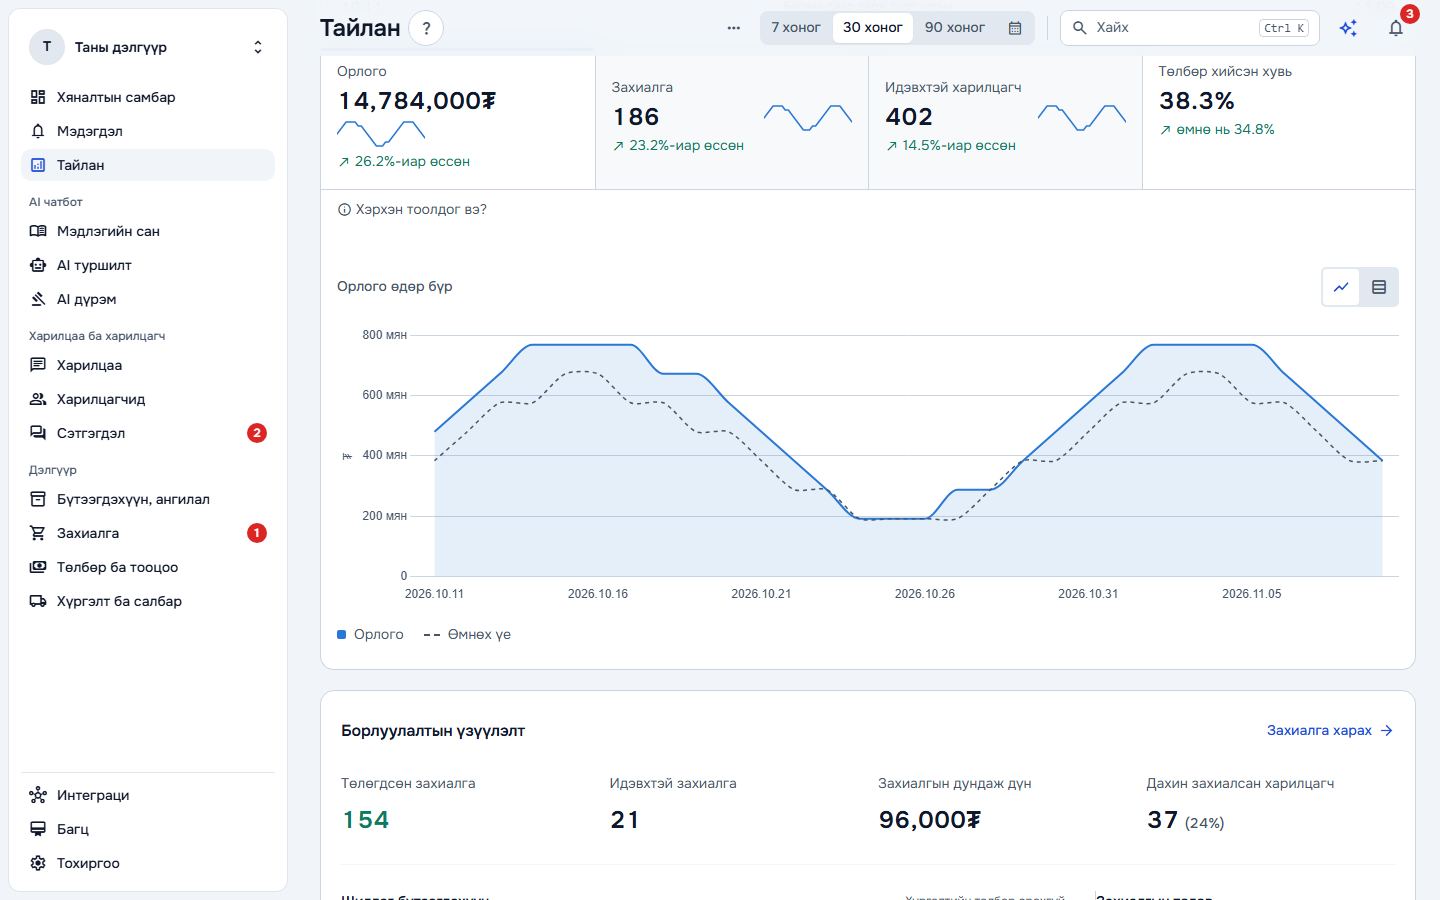 Т Таны дэлгүүр
Хяналтын самбар
Мэдэгдэл
Тайлан
AI чатбот
Мэдлэгийн сан
AI туршилт
AI дүрэм
Харилцаа ба харилцагч
Харилцаа
Харилцагчид
Сэтгэгдэл 2
Дэлгүүр
Бүтээгдэхүүн, ангилал
Захиалга 1
Төлбөр ба тооцоо
Хүргэлт ба салбар
Интеграци
Багц
Тохиргоо
Тайлан ?
7 хоног 30 хоног 90 хоног
Хайх Ctrl K
3
Орлого
14,784,000₮
26.2%-иар өссөн
Захиалга
186
23.2%-иар өссөн
Идэвхтэй харилцагч
402
14.5%-иар өссөн
Төлбөр хийсэн хувь
38.3%
өмнө нь 34.8%
Хэрхэн тоолдог вэ?
Орлого өдөр бүр
800 мян
600 мян
₮ 400 мян
200 мян
0
2026.10.11 2026.10.16 2026.10.21 2026.10.26 2026.10.31 2026.11.05
Орлого Өмнөх үе
Борлуулалтын үзүүлэлт
Захиалга харах
Төлөгдсөн захиалга
154
Идэвхтэй захиалга
21
Захиалгын дундаж дүн
96,000₮
Дахин захиалсан харилцагч
37 (24%)